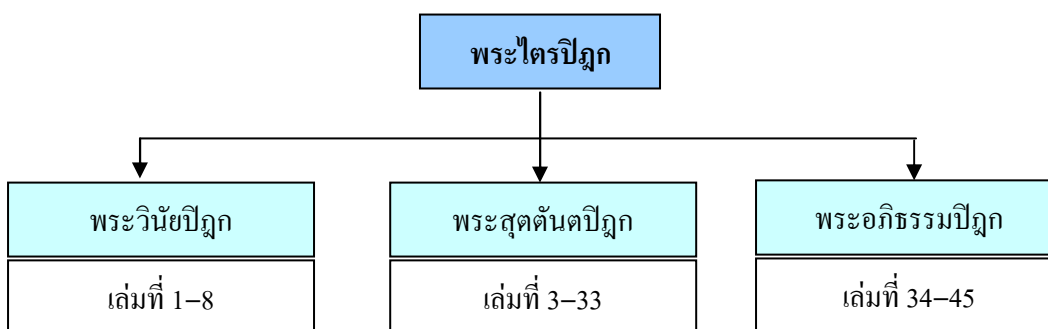 พระไตรปิฎก
พระวินัยปิฎก
พระสุตตันตปิฎก
พระอภิธรรมปิฎก
เล่มที่ 1–8
เล่มที่ 3–33
เล่มที่ 34–45